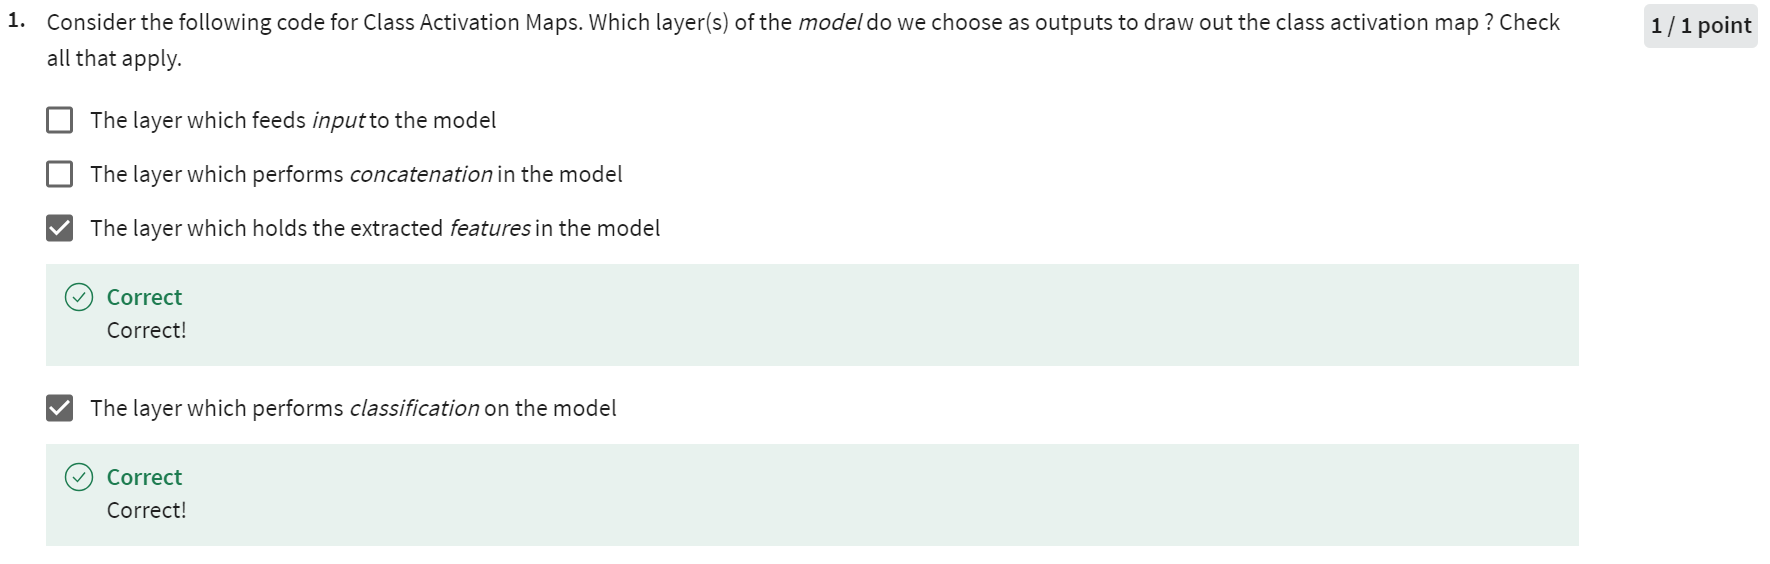 1. Consider the following code for Class Activation Maps. Which layer(s) of the model do we choose as outputs to draw out the class activation map ? Check
all that apply.
1 / 1 point
The layer which feeds input to the model
The layer which performs concatenation in the model
The layer which holds the extracted features in the model
Correct
Correct!
The layer which performs classification on the model
Correct
Correct!